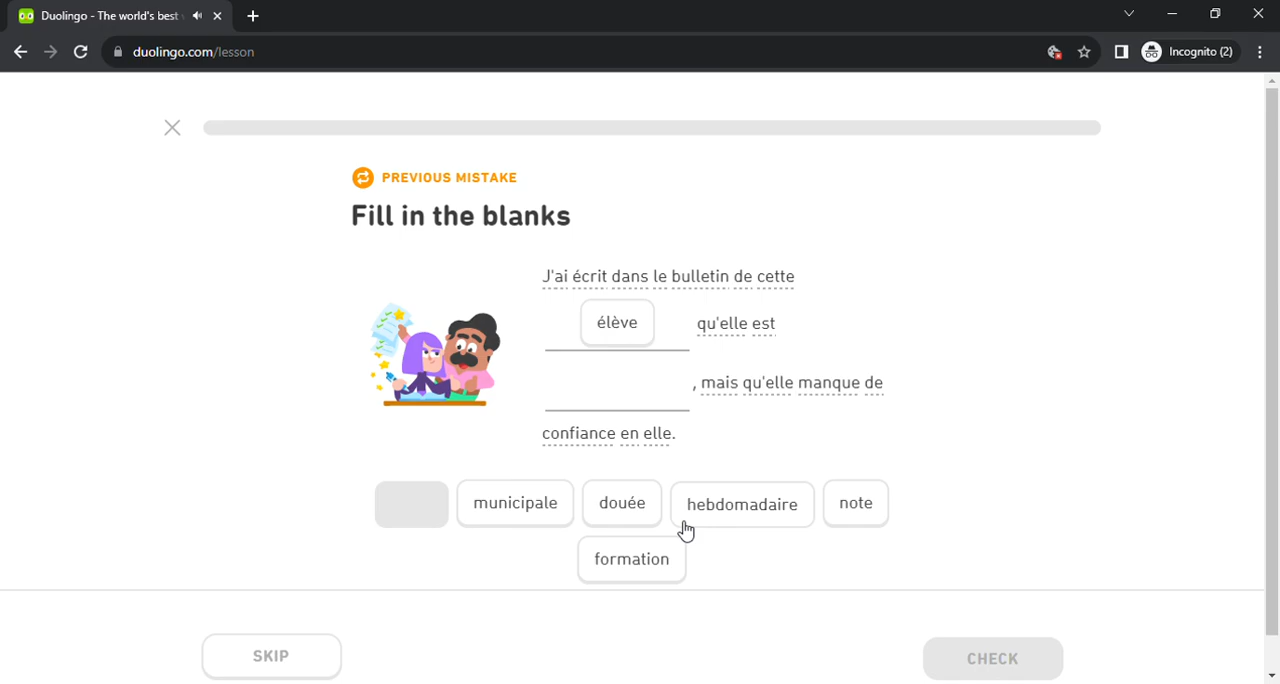 Duolingo - The world's best
duolingo.com/lesson
Incognito (2)
PREVIOUS MISTAKE
Fill in the blanks
J'ai écrit dans le bulletin de cette
élève qu'elle est
, mais qu'elle manque de
confiance en elle.
municipale douée hebdomadaire note
formation
SKIP CHECK